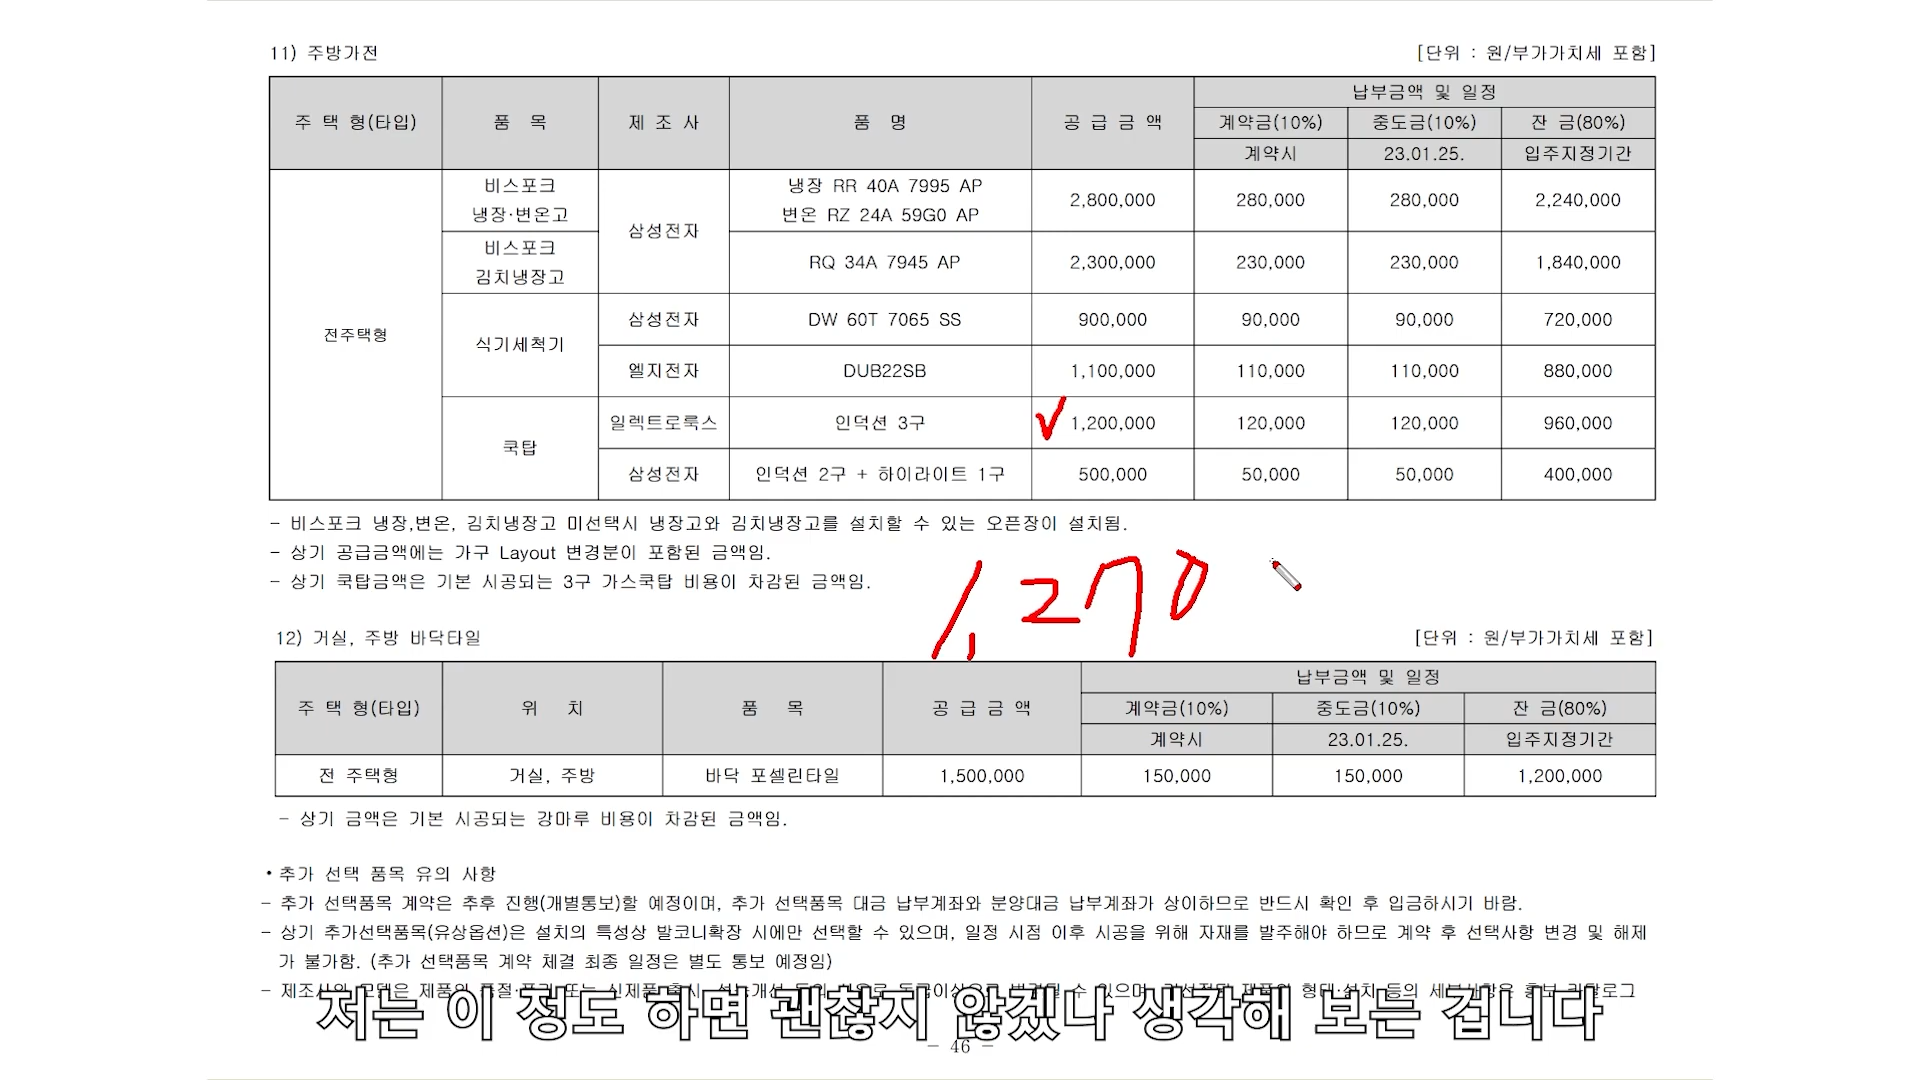 11) 주방가전 [단위 : 원/부가가치세 포함]
주 택 형(타입) 품 목 제 조 사 품 명 공 급 금 액 납부금액 및 일정
계약금(10%) 중도금(10%) 잔 금(80%)
계약시 23.01.25. 입주지정기간
전주택형
비스포크
냉장·변온고
삼성전자
냉장 RR 40A 7995 AP
변온 RZ 24A 59G0 AP
2,800,000 280,000 280,000 2,240,000
비스포크
김치냉장고
RQ 34A 7945 AP 2,300,000 230,000 230,000 1,840,000
식기세척기
삼성전자 DW 60T 7065 SS 900,000 90,000 90,000 720,000
엘지전자 DUB22SB 1,100,000 110,000 110,000 880,000
쿡탑
일렉트로룩스 인덕션 3구 1,200,000 120,000 120,000 960,000
삼성전자 인덕션 2구 + 하이라이트 1구 500,000 50,000 50,000 400,000
- 비스포크 냉장,변온, 김치냉장고 미선택시 냉장고와 김치냉장고를 설치할 수 있는 오픈장이 설치됨.
- 상기 공급금액에는 가구 Layout 변경분이 포함된 금액임.
- 상기 쿡탑금액은 기본 시공되는 3구 가스쿡탑 비용이 차감된 금액임.
1,270
12) 거실, 주방 바닥타일 [단위 : 원/부가가치세 포함]
주 택 형(타입) 위 치 품 목 공 급 금 액 납부금액 및 일정
계약금(10%) 중도금(10%) 잔 금(80%)
계약시 23.01.25. 입주지정기간
전 주택형 거실, 주방 바닥 포셀린타일 1,500,000 150,000 150,000 1,200,000
- 상기 금액은 기본 시공되는 강마루 비용이 차감된 금액임.
• 추가 선택 품목 유의 사항
- 추가 선택품목 계약은 추후 진행(개별통보)할 예정이며, 추가 선택품목 대금 납부계좌와 분양대금 납부계좌가 상이하므로 반드시 확인 후 입금하시기 바람.
- 상기 추가선택품목(유상옵션)은 설치의 특성상 발코니확장 시에만 선택할 수 있으며, 일정 시점 이후 시공을 위해 자재를 발주해야 하므로 계약 후 선택사항 변경 및 해제
가 불가함. (추가 선택품목 계약 체결 최종 일정은 별도 통보 예정임)
저는 이 정도 하면 괜찮지 않겠나 생각해 보는 겁니다
- 46 -